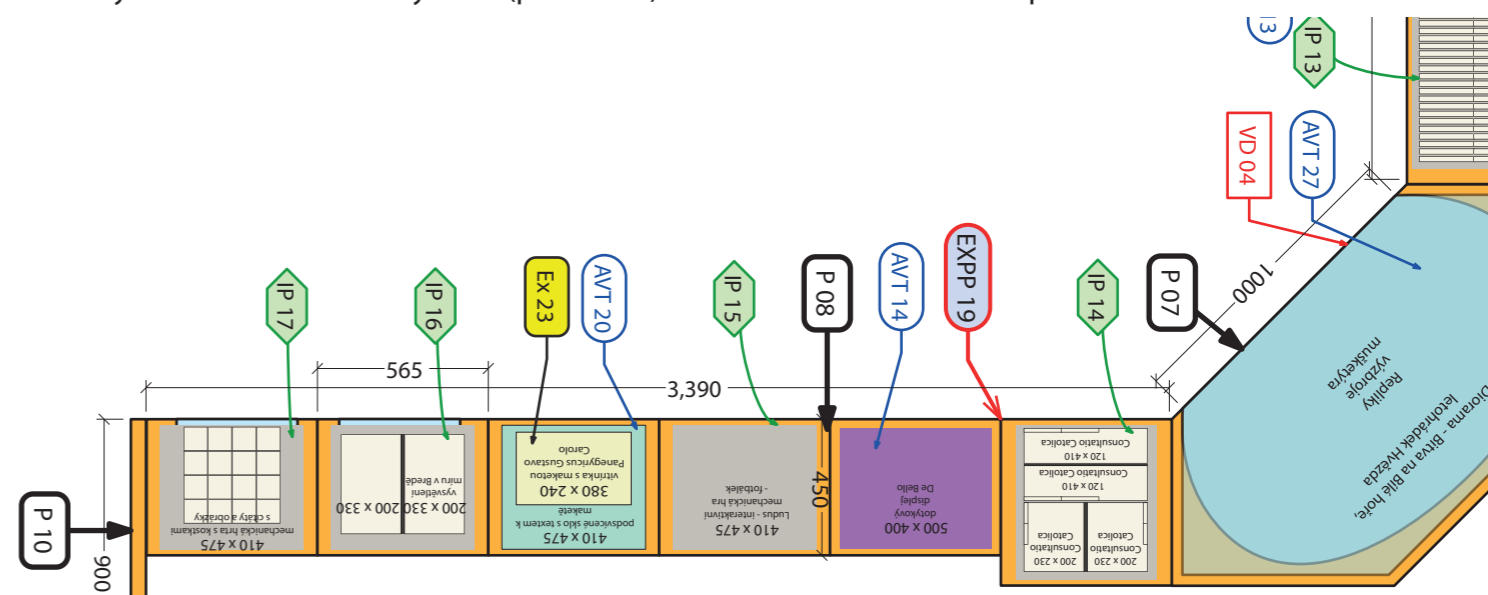 IP 13
VD 04
AVT 27
1000
P 07
IP 14
EXPP 19
AVT 14
P 08
IP 15
AVT 20
Ex 23
IP 16
IP 17
565
3,390
450
900
P 10
410 x 475
mechanická hrta s kostkami
s citáty a obrázky
200 x 330
200 x 330
vysvětlení
míru v Bredě
410 x 475
podsvícené sklo s textem k
maketě
380 x 240
vitrínka s maketou
Panegyricus Gustavo
Carolo
410 x 475
Ludus - interaktivní
mechanická hra
- fotbálek
500 x 400
dotykový
displej
De Bello
200 x 230
Consultatio
Catolica
200 x 230
Consultatio
Catolica
120 x 410
Consultatio Catolica
120 x 410
Consultatio Catolica
Diorama - Bitva na Bílé hoře,
letohrádek Hvězda
Repliky
výzbroje
mušketýra